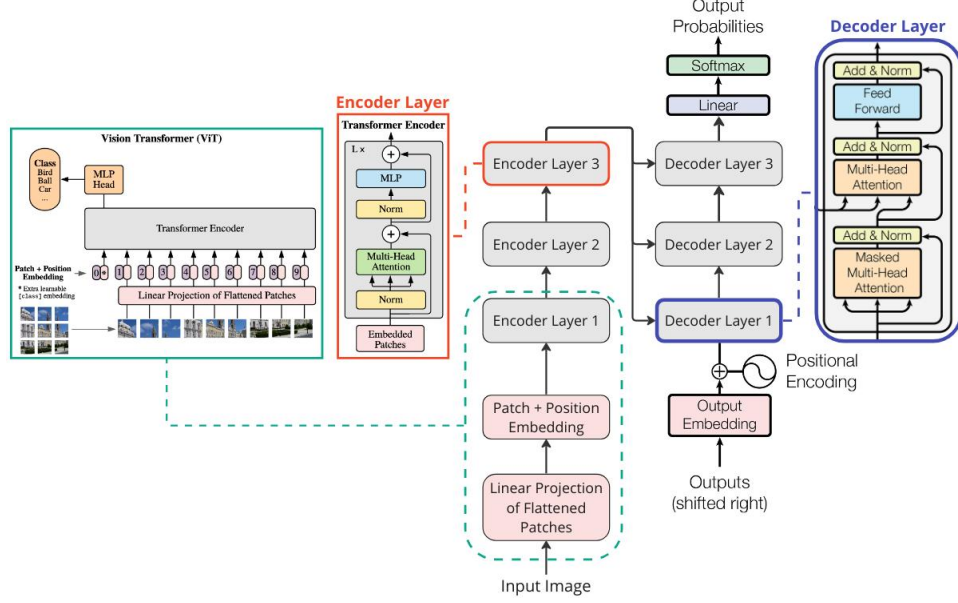 Vision Transformer (ViT)
Class
Bird
Ball
Car
...
MLP
Head
Transformer Encoder
Patch + Position
Embedding
0 * 1 2 3 4 5 6 7 8 9
* Extra learnable
[class] embedding
Linear Projection of Flattened Patches
Encoder Layer
Transformer Encoder
L x
+
MLP
Norm
+
Multi-Head
Attention
Norm
Embedded
Patches
Encoder Layer 3
Encoder Layer 2
Encoder Layer 1
Patch + Position
Embedding
Linear Projection
of Flattened
Patches
Input Image
Output
Probabilities
Softmax
Linear
Decoder Layer 3
Decoder Layer 2
Decoder Layer 1
+
Positional
Encoding
Output
Embedding
Outputs
(shifted right)
Decoder Layer
Add & Norm
Feed
Forward
Add & Norm
Multi-Head
Attention
Add & Norm
Masked
Multi-Head
Attention